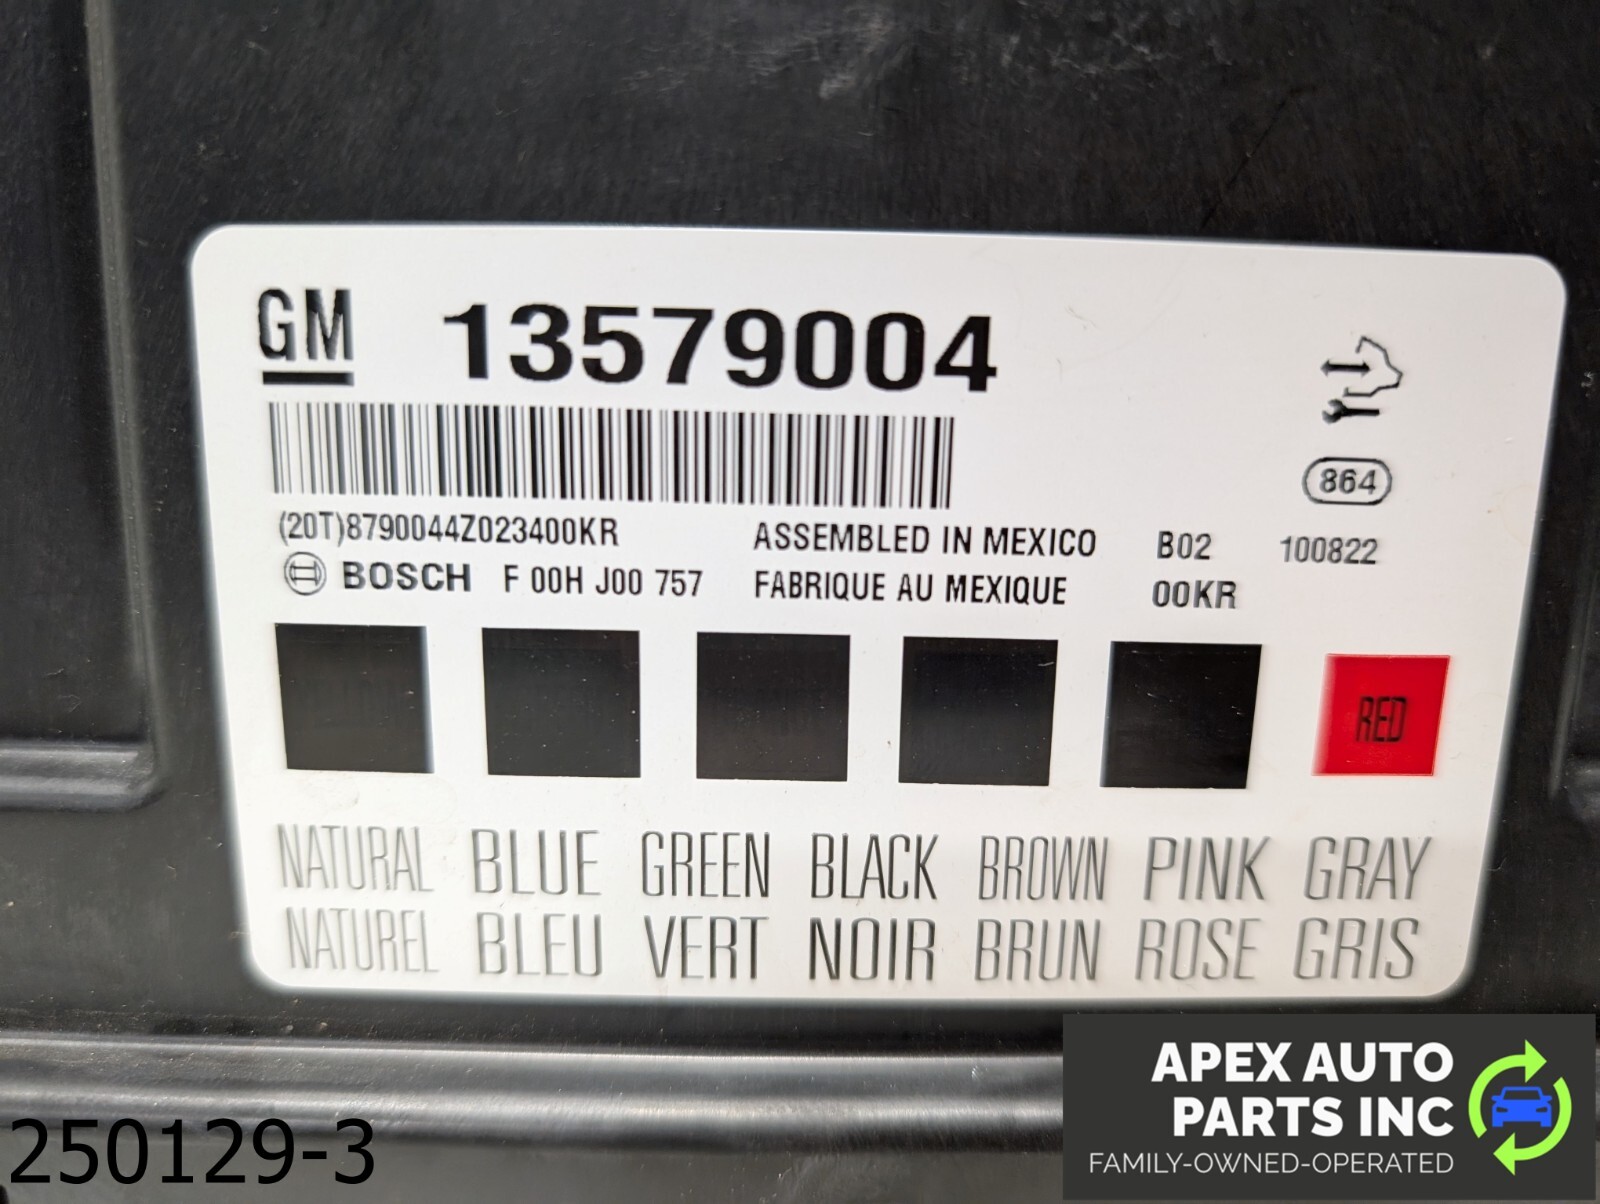 GM 13579004
864
(20T)8790044Z023400KR ASSEMBLED IN MEXICO B02 100822
BOSCH F 00H J00 757 FABRIQUE AU MEXIQUE 00KR
RED
NATURAL BLUE GREEN BLACK BROWN PINK GRAY
NATUREL BLEU VERT NOIR BRUN ROSE GRIS
250129-3
APEX AUTO
PARTS INC
FAMILY-OWNED-OPERATED